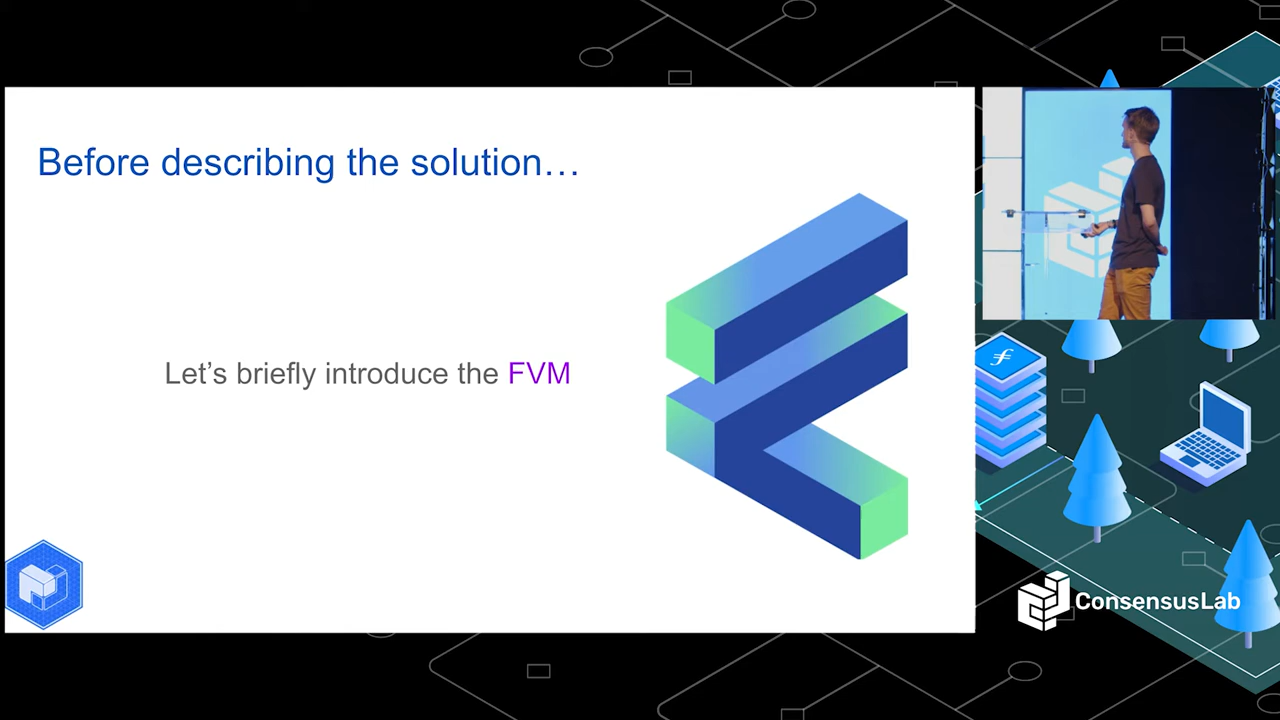 Before describing the solution…
Let’s briefly introduce the FVM
ConsensusLab